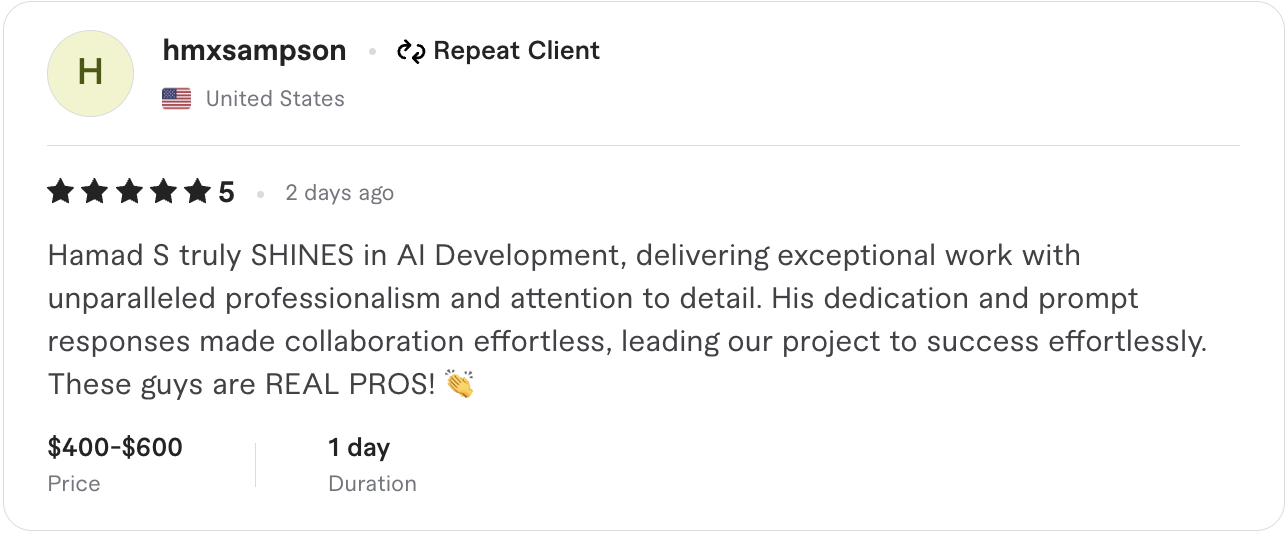 H
hmxsampson • Repeat Client
United States
★★★★★ 5 • 2 days ago
Hamad S truly SHINES in AI Development, delivering exceptional work with
unparalleled professionalism and attention to detail. His dedication and prompt
responses made collaboration effortless, leading our project to success effortlessly.
These guys are REAL PROS! 👏
$400-$600
Price
1 day
Duration